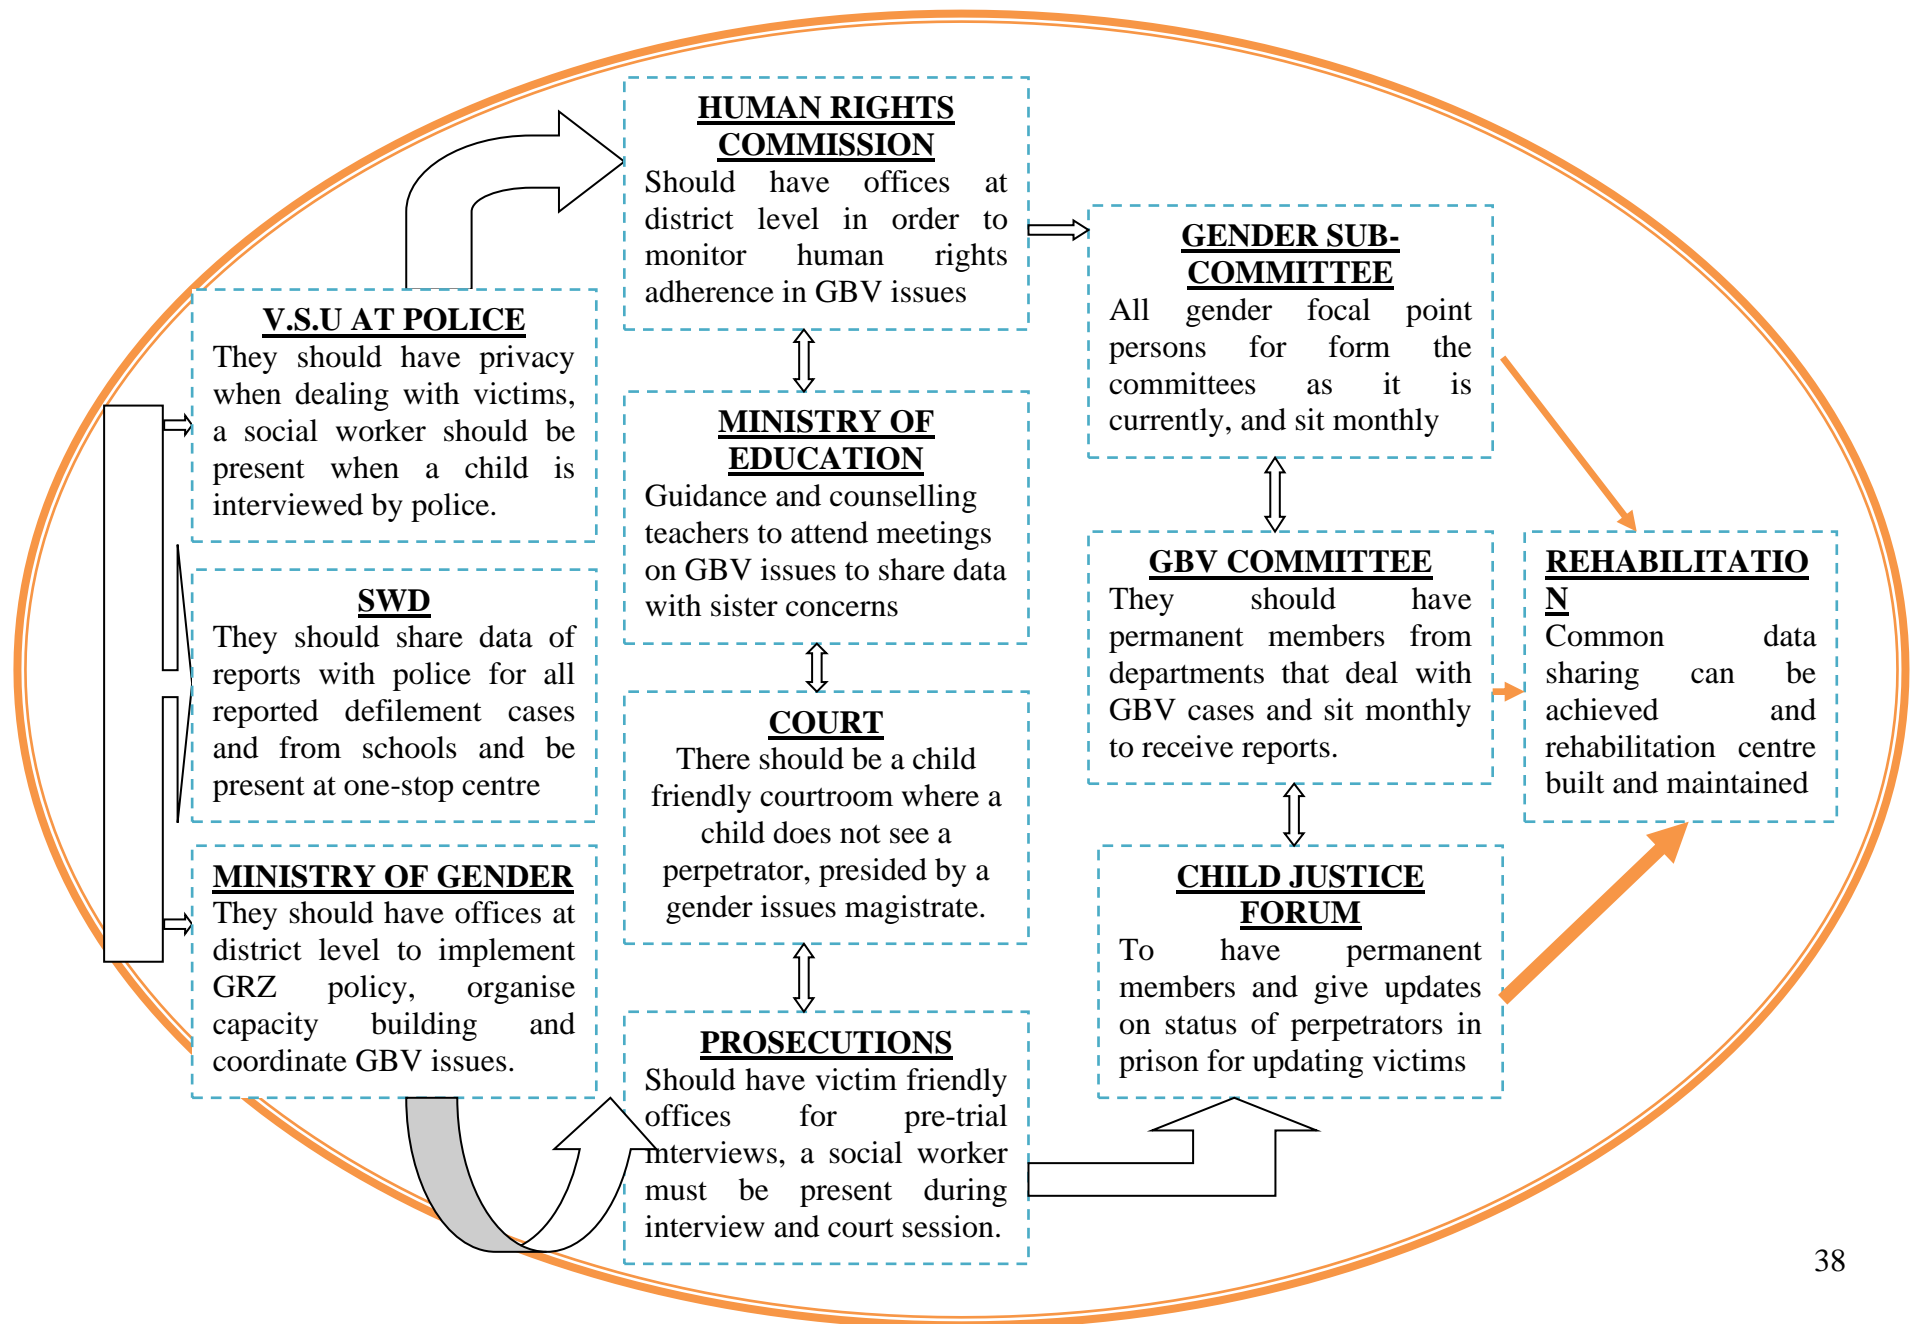 HUMAN RIGHTS
COMMISSION
Should have offices at
district level in order to
monitor human rights
adherence in GBV issues
GENDER SUB-
COMMITTEE
All gender focal point
persons for form the
committees as it is
currently, and sit monthly
V.S.U AT POLICE
They should have privacy
when dealing with victims,
a social worker should be
present when a child is
interviewed by police.
MINISTRY OF
EDUCATION
Guidance and counselling
teachers to attend meetings
on GBV issues to share data
with sister concerns
GBV COMMITTEE
They should have
permanent members from
departments that deal with
GBV cases and sit monthly
to receive reports.
REHABILITATIO
N
Common data
sharing can be
achieved and
rehabilitation centre
built and maintained
SWD
They should share data of
reports with police for all
reported defilement cases
and from schools and be
present at one-stop centre
COURT
There should be a child
friendly courtroom where a
child does not see a
perpetrator, presided by a
gender issues magistrate.
MINISTRY OF GENDER
They should have offices at
district level to implement
GRZ policy, organise
capacity building and
coordinate GBV issues.
CHILD JUSTICE
FORUM
To have permanent
members and give updates
on status of perpetrators in
prison for updating victims
PROSECUTIONS
Should have victim friendly
offices for pre-trial
interviews, a social worker
must be present during
interview and court session.
38